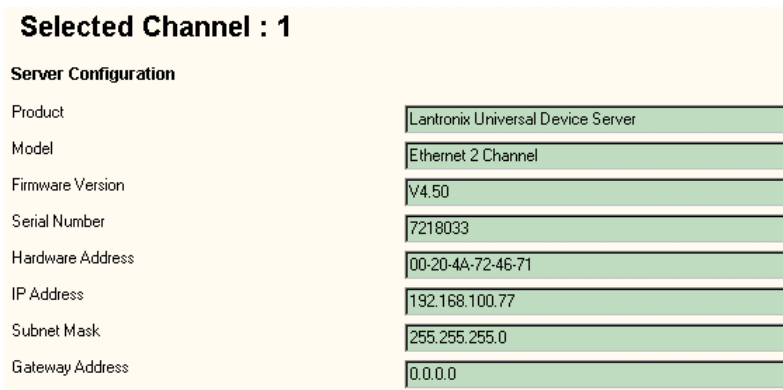 Selected Channel : 1
Server Configuration
Product Lantronix Universal Device Server
Model Ethernet 2 Channel
Firmware Version V4.50
Serial Number 7218033
Hardware Address 00-20-4A-72-46-71
IP Address 192.168.100.77
Subnet Mask 255.255.255.0
Gateway Address 0.0.0.0